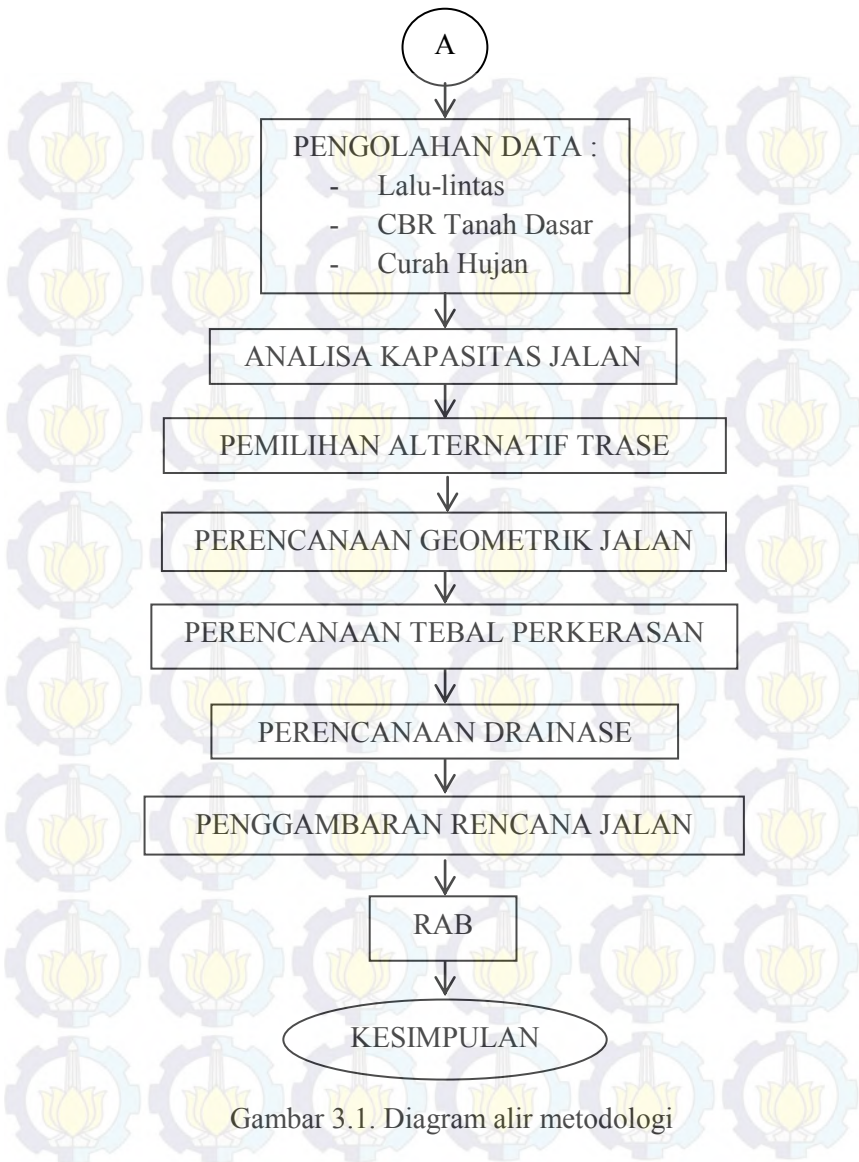 A
PENGOLAHAN DATA :
- Lalu-lintas
- CBR Tanah Dasar
- Curah Hujan
ANALISA KAPASITAS JALAN
PEMILIHAN ALTERNATIF TRASE
PERENCANAAN GEOMETRIK JALAN
PERENCANAAN TEBAL PERKERASAN
PERENCANAAN DRAINASE
PENGGAMBARAN RENCANA JALAN
RAB
KESIMPULAN
Gambar 3.1. Diagram alir metodologi